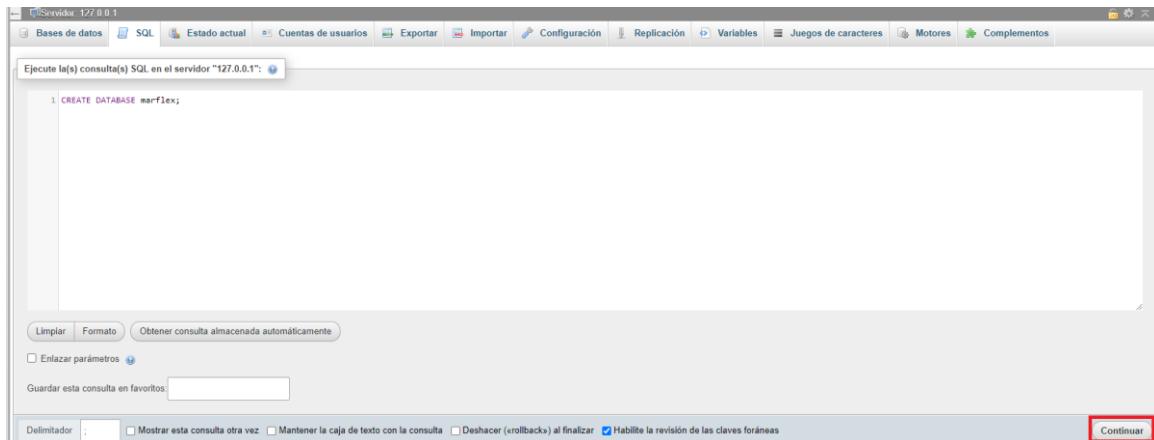 Servidor: 127.0.0.1
Bases de datos SQL Estado actual Cuentas de usuarios Exportar Importar Configuración Replicación Variables Juegos de caracteres Motores Complementos
Ejecute la(s) consulta(s) SQL en el servidor "127.0.0.1":
1 CREATE DATABASE marflex;
Limpiar Formato Obtener consulta almacenada automáticamente
Enlazar parámetros
Guardar esta consulta en favoritos:
Delimitador ; Mostrar esta consulta otra vez Mantener la caja de texto con la consulta Deshacer («rollback») al finalizar Habilite la revisión de las claves foráneas Continuar